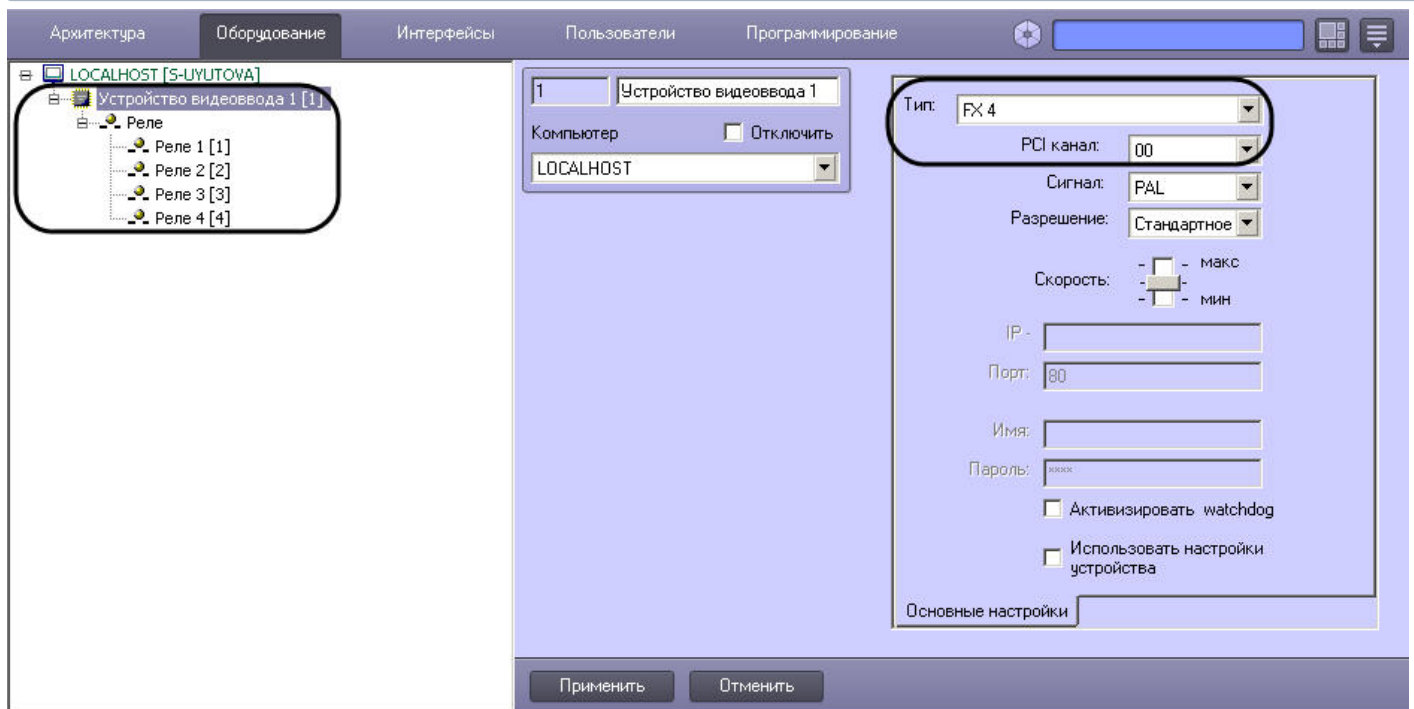 Архитектура Оборудование Интерфейсы Пользователи Программирование
LOCALHOST [S-UYUTOVA]
Устройство видеоввода 1 [1]
Реле
Реле 1 [1]
Реле 2 [2]
Реле 3 [3]
Реле 4 [4]
1 Устройство видеоввода 1
Компьютер Отключить
LOCALHOST
Тип: FX 4
PCI канал: 00
Сигнал: PAL
Разрешение: Стандартное
макс
Скорость:
мин
IP -
Порт: 80
Имя:
Пароль: ****
Активизировать watchdog
Использовать настройки
устройства
Основные настройки
Применить Отменить